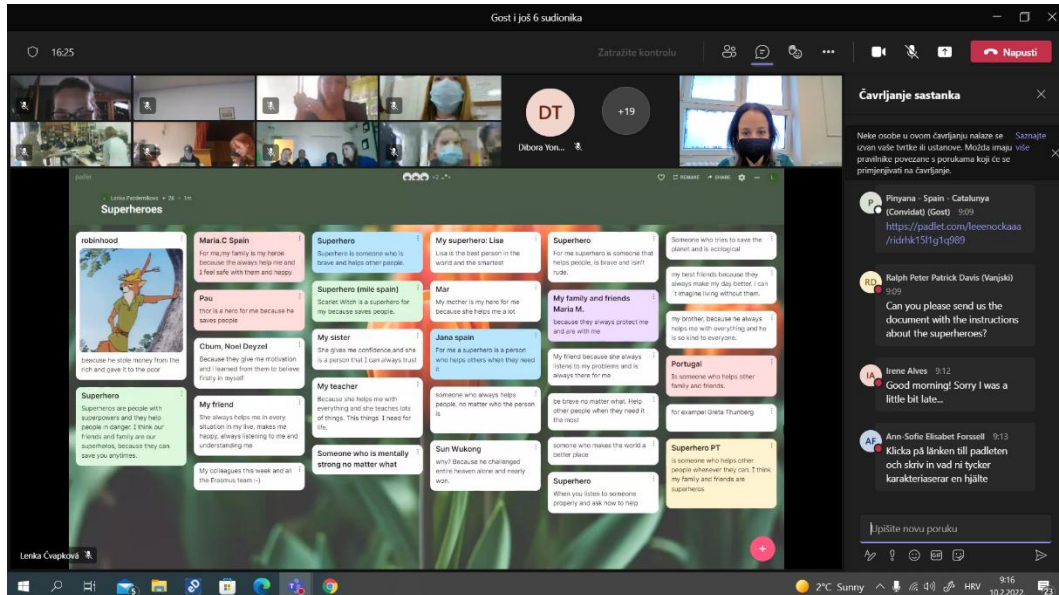 Gost i još 6 sudionika
16:25
Zatražite kontrolu
Napusti
DT
Dibora Yon...
+19
Čavrljanje sastanka
Neke osobe u ovom čavrljanju nalaze se
izvan vaše tvrtke ili ustanove. Možda imaju
pravilnike povezane s porukama koji će se
primjenjivati na čavrljanje.
Saznajte
više
P
Pinyana - Spain - Catalunya
(Convidat) (Gost) 9:09
https://padlet.com/leeenockaaa
/ridrhk15l1g1q989
RD
Ralph Peter Patrick Davis (Vanjski)
9:09
Can you please send us the
document with the instructions
about the superheroes?
IA
Irene Alves 9:12
Good morning! Sorry I was a
little bit late...
AF
Ann-Sofie Elisabet Forssell 9:13
Klicka på länken till padleten
och skriv in vad ni tycker
karakteriaserar en hjälte
Upišite novu poruku
GIF
padlet
+2
REMAKE
SHARE
Lenka Pazderníková • 26 • 1m
Superheroes
robinhood
beecuse he stole money from the
rich and gave it to the poor
Superhero
Superheros are people with
superpowers and they help
people in danger. I think our
friends and family are our
superheros, because they can
save you anytimes.
Maria.C Spain
For me,my family is my heroe
because the always help me and
I feel safe with them and happy
Pau
thor is a heroe for me because he
saves people
Cbum, Noel Deyzel
Because they give me motivation
and i learned from them to believe
firstly in myself
My friend
She always helps me in every
situation in my live, makes me
happy, always listening to me and
understanding me
My colleagues this week and all
the Erasmus team :-)
Superhero
Superhero is someone who is
brave and helps other people.
Superhero (mile spain)
Scarlet Witch is a superhero for
my because saves people.
My sister
She gives me confidence,and she
is a person that I can always trust
My teacher
Because she helps me with
everything and she teaches lots
of things. This things I need for
life.
Someone who is mentally
strong no matter what
My superhero: Lisa
Lisa is the best person in the
world and the smartest
Mar
My mother is my hero for me
because she helps me a lot
Jana spain
For me a superhero is a person
who helps others when they need
it
someone who always helps
people, no matter who the person
is
Sun Wukong
why? Because he challenged
entire heaven alone and nearly
won.
Superhero
For me superhero is someone that
helps people, is brave and isn't
rude.
My family and friends
Maria M.
because they always protect me
and are with me
My friend because she always
listens to my problems and is
always there for me
be brave no matter what. Help
other people when they need it
the most
somone who makes the world a
better place
Superhero
When you listen to someone
properly and ask how to help
Someone who tries to save the
planet and is ecological
my best friends because they
always make my day better. i can
´t imagine living without them.
my brother, because he always
helps me with everything and he
is so kind to everyone.
Portugal
Is someone who helps other
family and friends.
for exampel Greta Thunberg
Superhero PT
is someone who helps other
people whenever they can. I think
my family and friends are
superheros
Lenka Čvapková
2°C Sunny
HRV
9:16
10.2.2022.
23